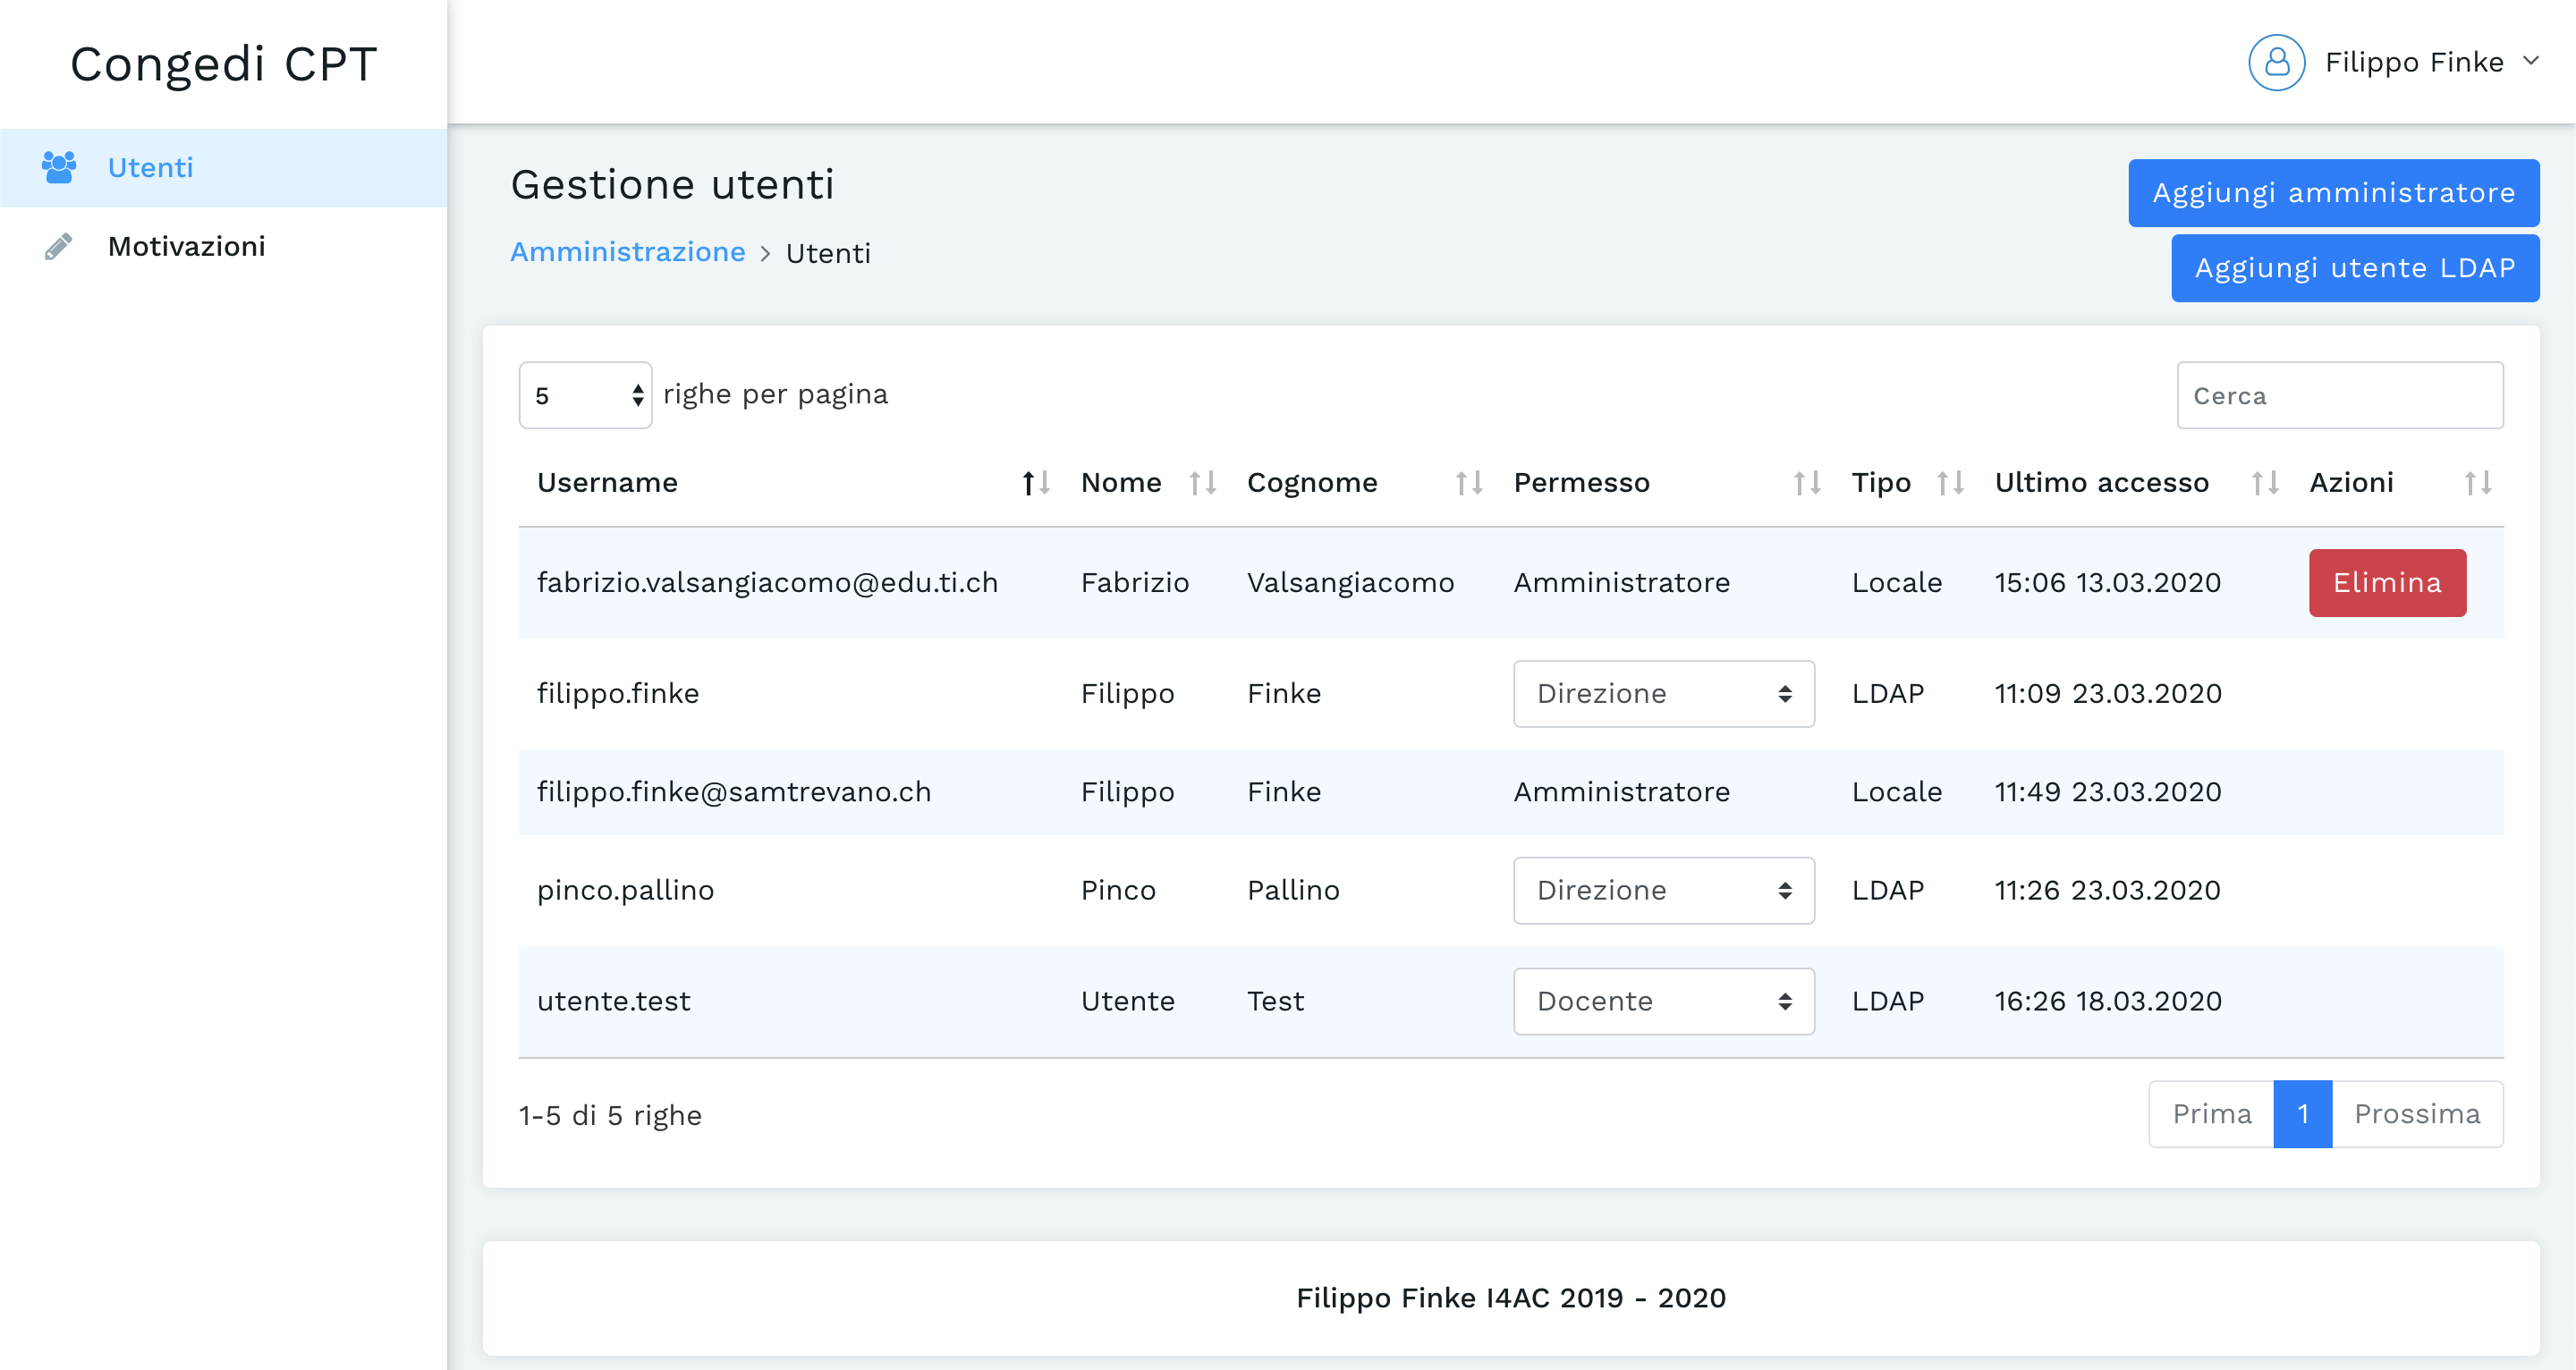 Congedi CPT
Filippo Finke
Utenti
Motivazioni
Gestione utenti
Amministrazione > Utenti
Aggiungi amministratore
Aggiungi utente LDAP
5 righe per pagina
Cerca
Username Nome Cognome Permesso Tipo Ultimo accesso Azioni
fabrizio.valsangiacomo@edu.ti.ch Fabrizio Valsangiacomo Amministratore Locale 15:06 13.03.2020 Elimina
filippo.finke Filippo Finke Direzione LDAP 11:09 23.03.2020
filippo.finke@samtrevano.ch Filippo Finke Amministratore Locale 11:49 23.03.2020
pinco.pallino Pinco Pallino Direzione LDAP 11:26 23.03.2020
utente.test Utente Test Docente LDAP 16:26 18.03.2020
1-5 di 5 righe
Prima 1 Prossima
Filippo Finke I4AC 2019 - 2020